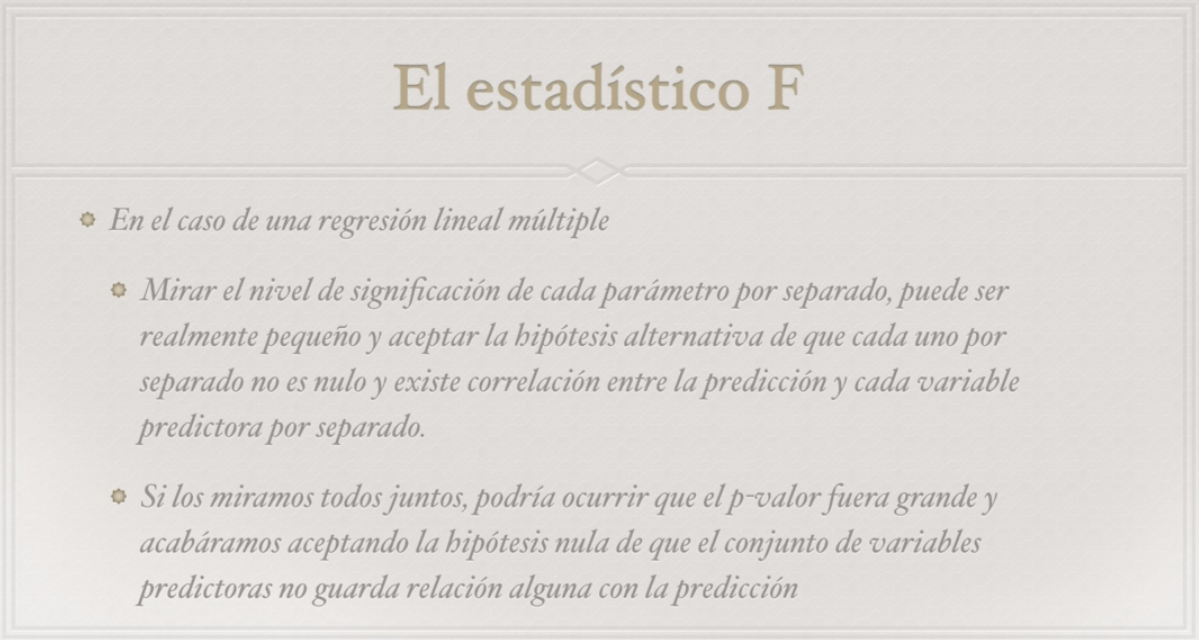 El estadístico F
En el caso de una regresión lineal múltiple
Mirar el nivel de significación de cada parámetro por separado, puede ser
realmente pequeño y aceptar la hipótesis alternativa de que cada uno por
separado no es nulo y existe correlación entre la predicción y cada variable
predictora por separado.
Si los miramos todos juntos, podría ocurrir que el p-valor fuera grande y
acabáramos aceptando la hipótesis nula de que el conjunto de variables
predictoras no guarda relación alguna con la predicción